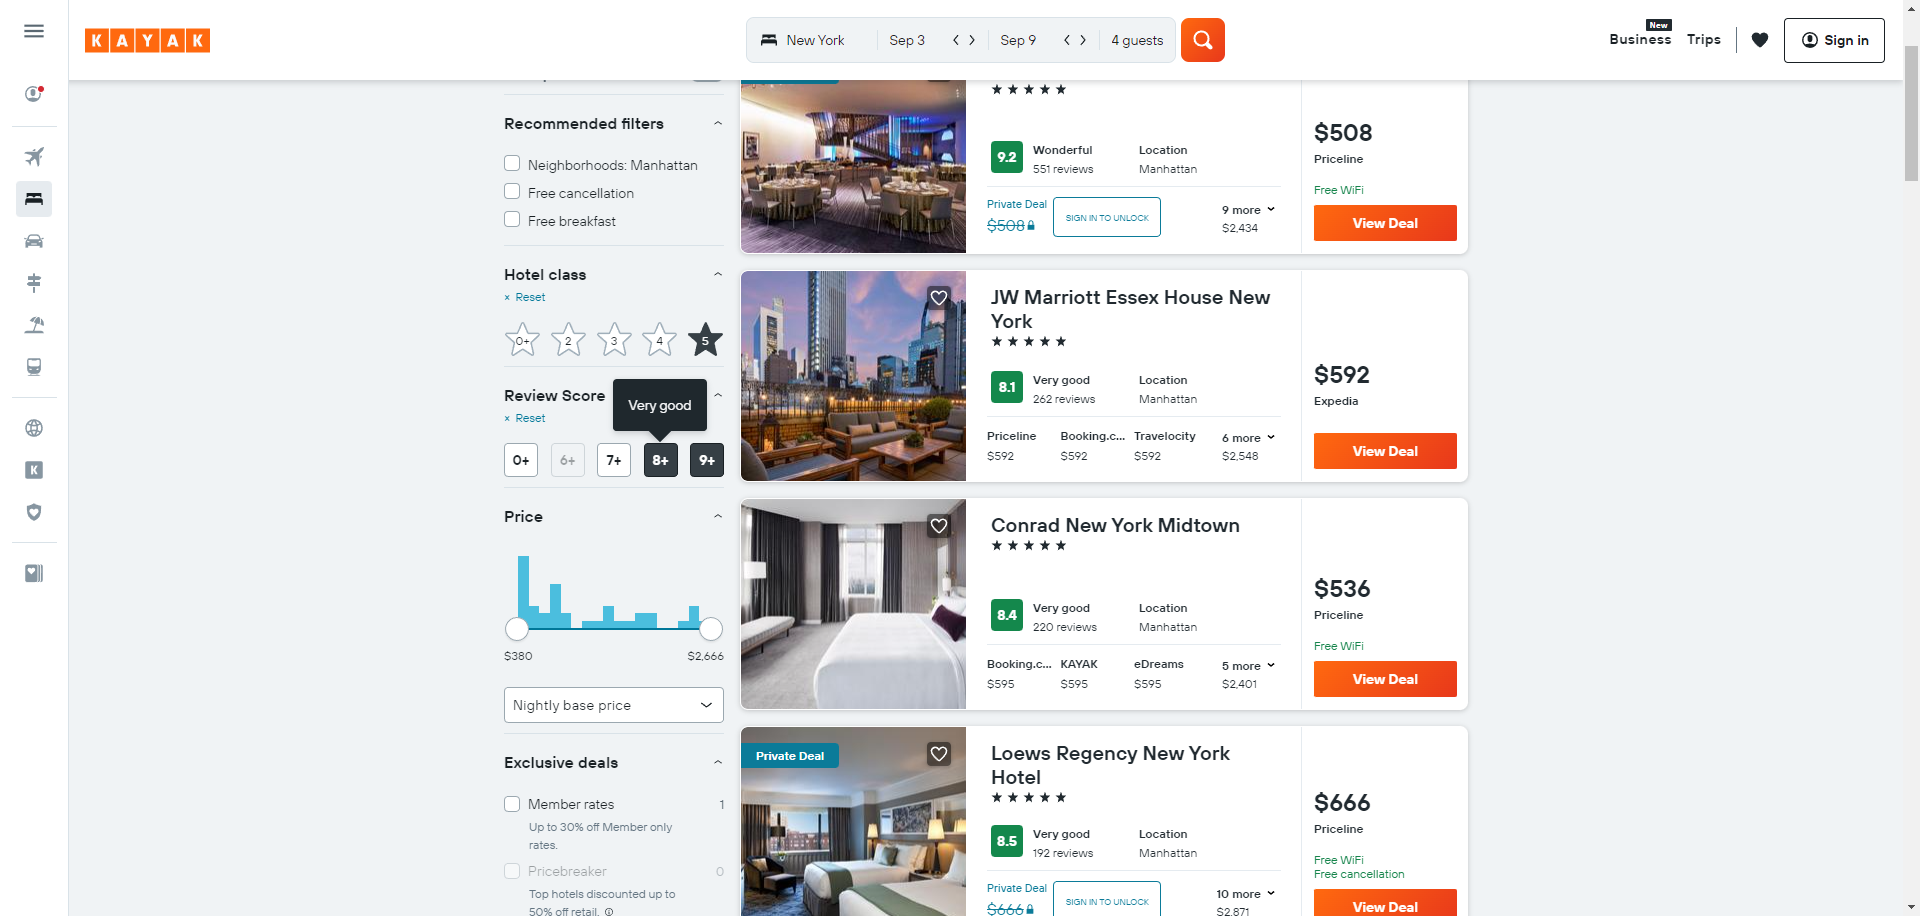 KAYAK
New York
Sep 3
Sep 9
4 guests
New
Business
Trips
Sign in
Recommended filters
Neighborhoods: Manhattan
Free cancellation
Free breakfast
Hotel class
× Reset
0+
2
3
4
5
Review Score
Very good
× Reset
0+
6+
7+
8+
9+
Price
$380
$2,666
Nightly base price
Exclusive deals
Member rates
1
Up to 30% off Member only
rates.
Pricebreaker
0
Top hotels discounted up to
50% off retail.
K
9.2
Wonderful
551 reviews
Location
Manhattan
Private Deal
$508
SIGN IN TO UNLOCK
9 more
$2,434
$508
Priceline
Free WiFi
View Deal
JW Marriott Essex House New
York
8.1
Very good
262 reviews
Location
Manhattan
Priceline
$592
Booking.c...
$592
Travelocity
$592
6 more
$2,548
$592
Expedia
View Deal
Conrad New York Midtown
8.4
Very good
220 reviews
Location
Manhattan
Booking.c...
$595
KAYAK
$595
eDreams
$595
5 more
$2,401
$536
Priceline
Free WiFi
View Deal
Private Deal
Loews Regency New York
Hotel
8.5
Very good
192 reviews
Location
Manhattan
Private Deal
$666
SIGN IN TO UNLOCK
10 more
$2,871
$666
Priceline
Free WiFi
Free cancellation
View Deal